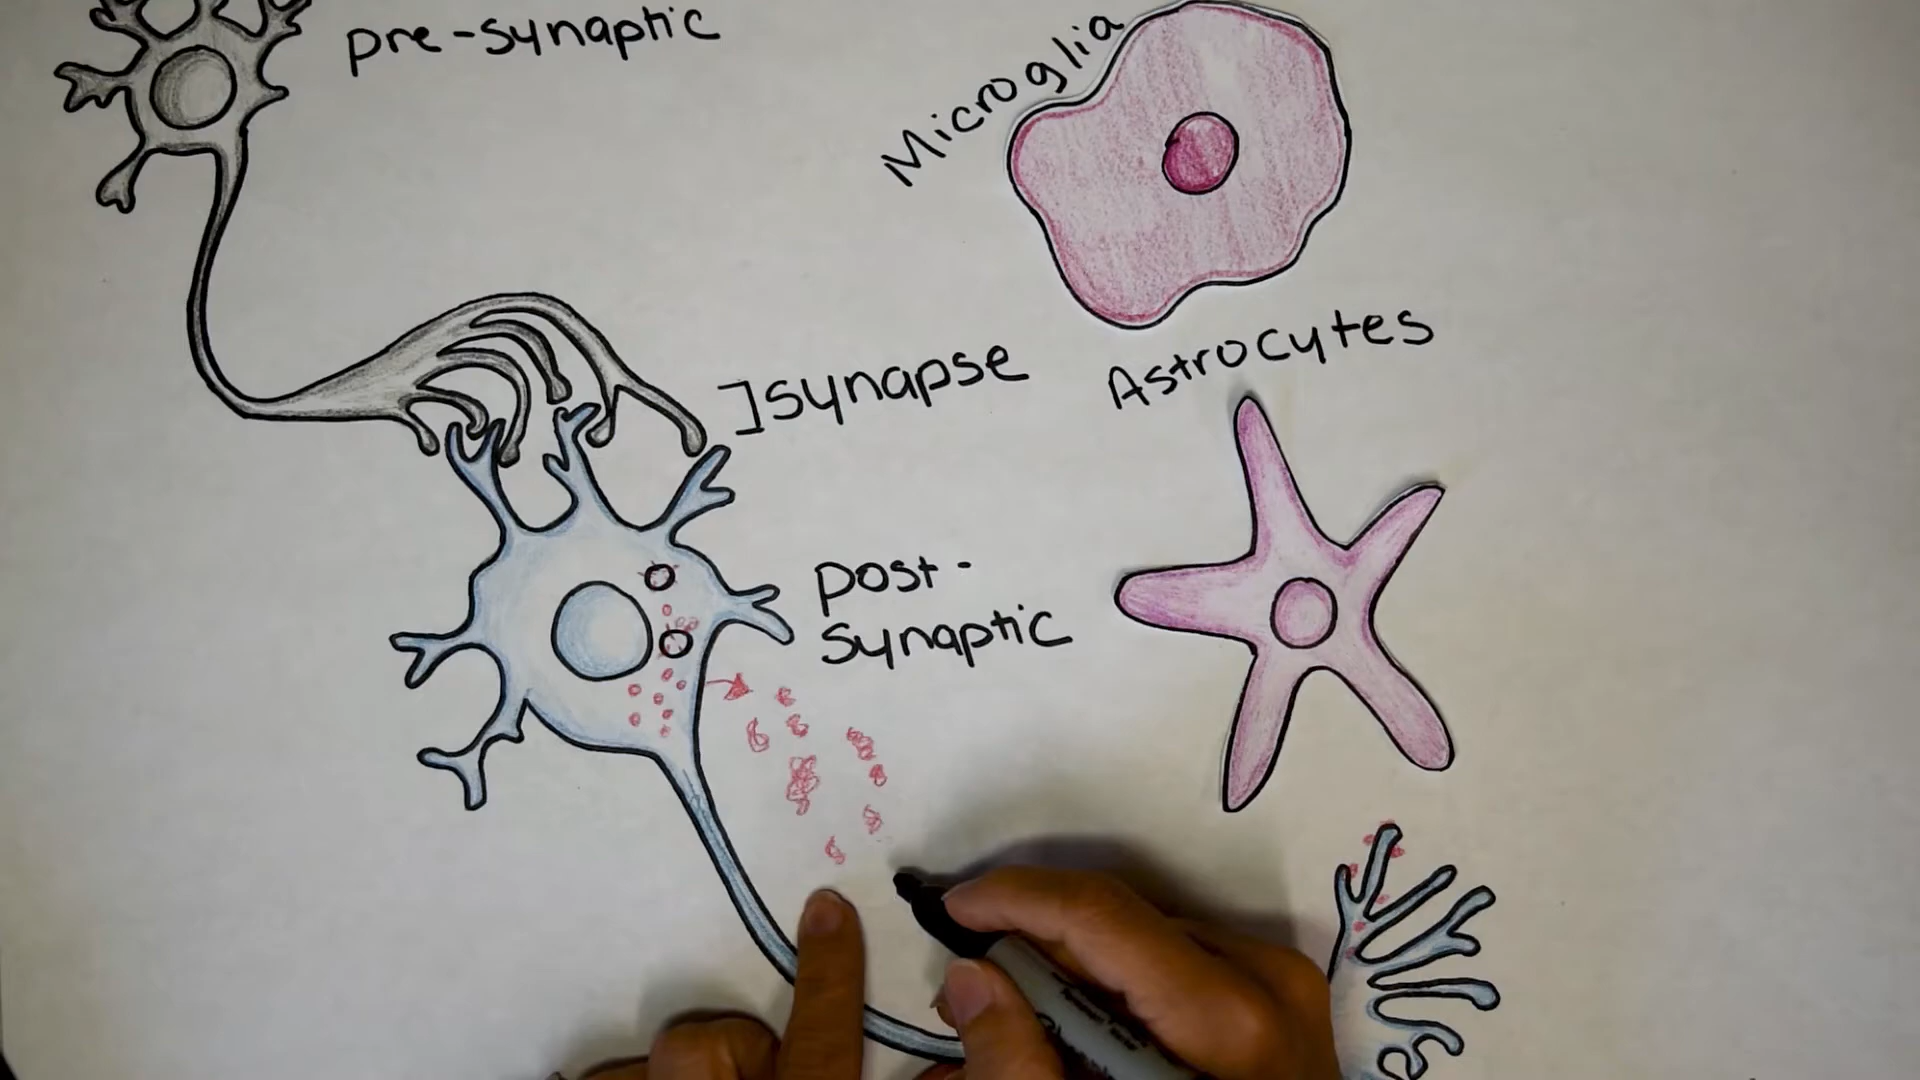 pre-synaptic
Microglia
Astrocytes
synapse
post-
synaptic